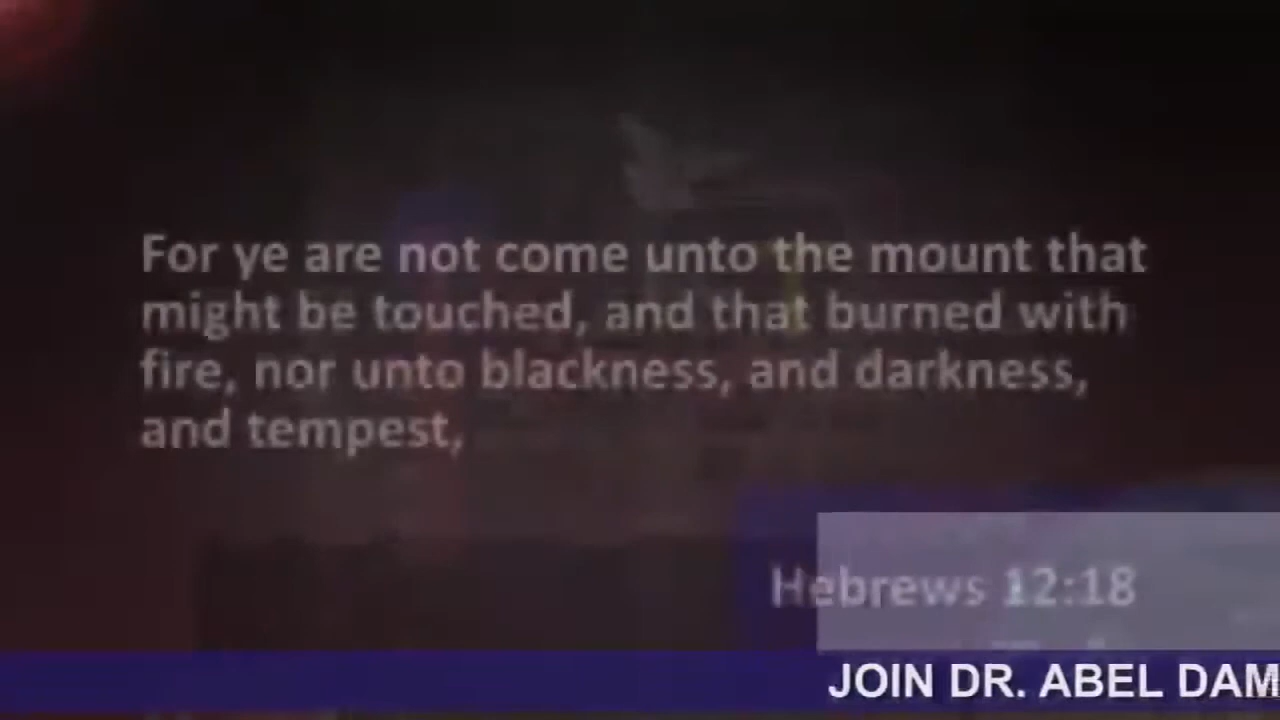 For ye are not come unto the mount that
might be touched, and that burned with
fire, nor unto blackness, and darkness,
and tempest,
Hebrews 12:18
JOIN DR. ABEL DAM